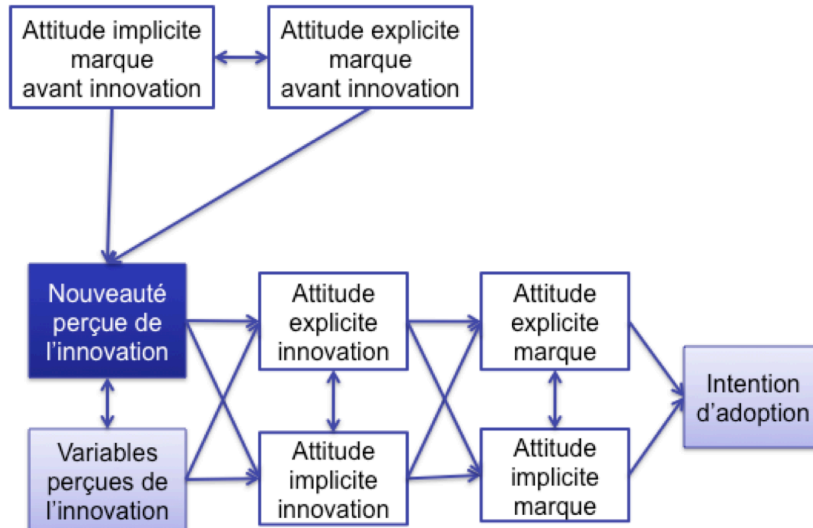 Attitude implicite
marque
avant innovation
Attitude explicite
marque
avant innovation
Nouveauté
perçue de
l'innovation
Attitude
explicite
innovation
Attitude
explicite
marque
Intention
d'adoption
Variables
perçues de
l'innovation
Attitude
implicite
innovation
Attitude
implicite
marque